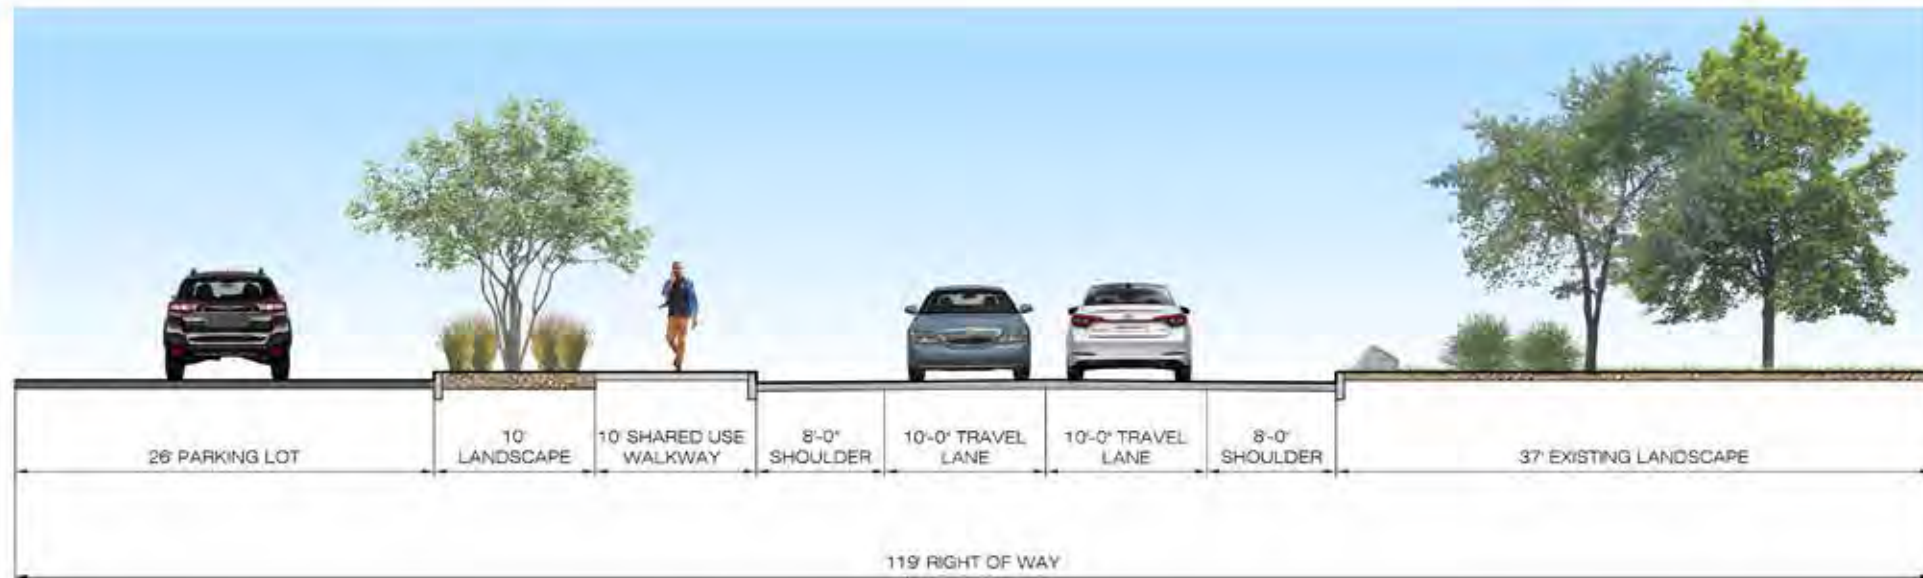 26' PARKING LOT
10'
LANDSCAPE
10' SHARED USE
WALKWAY
8'-0"
SHOULDER
10'-0" TRAVEL
LANE
10'-0" TRAVEL
LANE
8'-0"
SHOULDER
37' EXISTING LANDSCAPE
119' RIGHT OF WAY